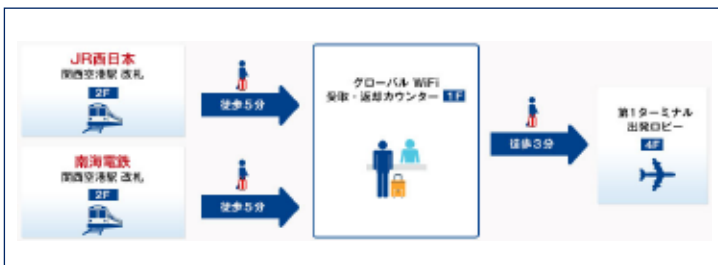 JR西日本
関西空港駅 改札
2F
徒歩5分
南海電鉄
関西空港駅 改札
2F
徒歩5分
グローバル WiFi
受取・返却カウンター 1F
徒歩3分
第1ターミナル
出発ロビー
4F